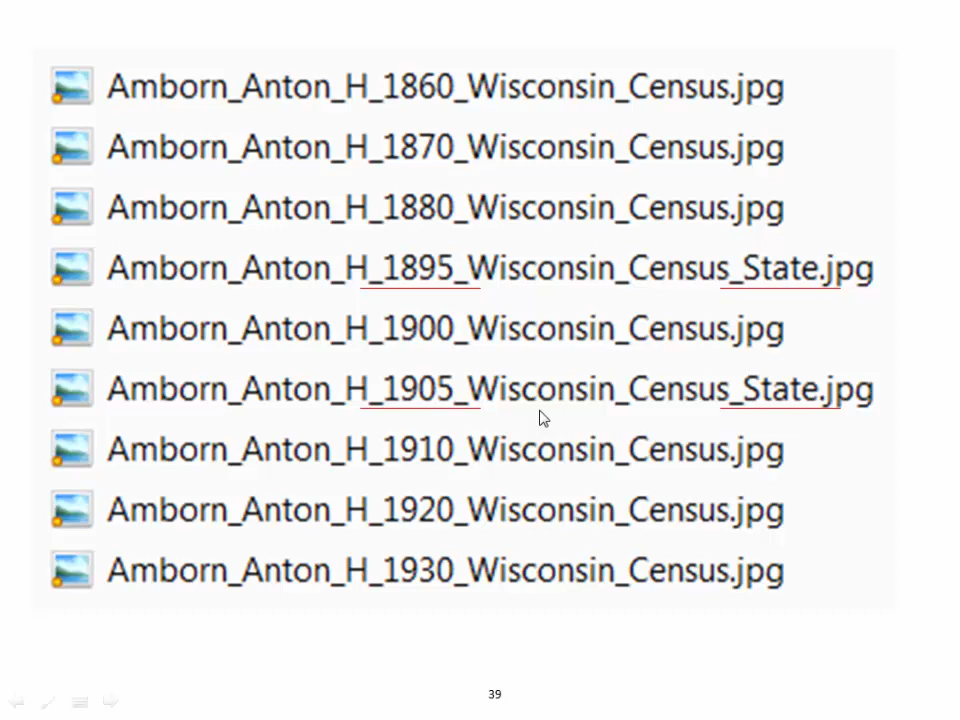 Amborn_Anton_H_1860_Wisconsin_Census.jpg
Amborn_Anton_H_1870_Wisconsin_Census.jpg
Amborn_Anton_H_1880_Wisconsin_Census.jpg
Amborn_Anton_H_1895_Wisconsin_Census_State.jpg
Amborn_Anton_H_1900_Wisconsin_Census.jpg
Amborn_Anton_H_1905_Wisconsin_Census_State.jpg
Amborn_Anton_H_1910_Wisconsin_Census.jpg
Amborn_Anton_H_1920_Wisconsin_Census.jpg
Amborn_Anton_H_1930_Wisconsin_Census.jpg
39